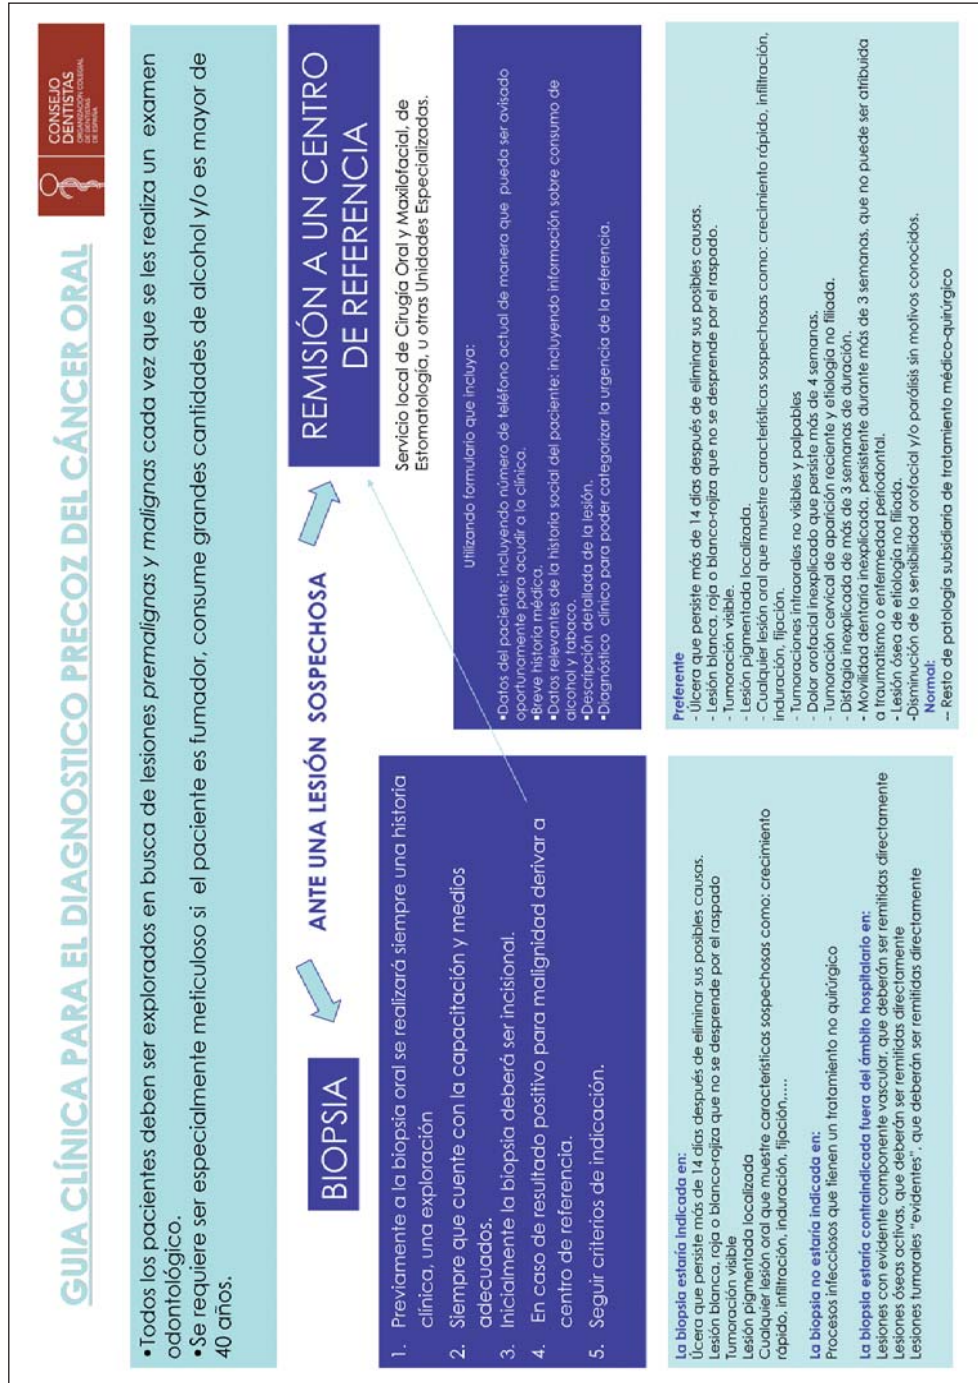 GUIA CLÍNICA PARA EL DIAGNOSTICO PRECOZ DEL CÁNCER ORAL
CONSEJO
DENTISTAS
ORGANIZACIÓN COLEGIAL
DE DENTISTAS
DE ESPAÑA
•Todos los pacientes deben ser explorados en busca de lesiones premalignas y malignas cada vez que se les realiza un examen
odontológico.
•Se requiere ser especialmente meticuloso si el paciente es fumador, consume grandes cantidades de alcohol y/o es mayor de
40 años.
ANTE UNA LESIÓN SOSPECHOSA
BIOPSIA
1. Previamente a la biopsia oral se realizará siempre una historia
clínica, una exploración
2. Siempre que cuente con la capacitación y medios
adecuados.
3. Inicialmente la biopsia deberá ser incisional.
4. En caso de resultado positivo para malignidad derivar a
centro de referencia.
5. Seguir criterios de indicación.
La biopsia estaría indicada en:
Úlcera que persiste más de 14 días después de eliminar sus posibles causas.
Lesión blanca, roja o blanco-rojiza que no se desprende por el raspado
Tumoración visible
Lesión pigmentada localizada
Cualquier lesión oral que muestre características sospechosas como: crecimiento
rápido, infiltración, induración, fijación,....
La biopsia no estaría indicada en:
Procesos infecciosos que tienen un tratamiento no quirúrgico
La biopsia estaría contraindicada fuera del ámbito hospitalario en:
Lesiones con evidente componente vascular, que deberán ser remitidas directamente
Lesiones óseas activas, que deberán ser remitidas directamente
Lesiones tumorales "evidentes", que deberán ser remitidas directamente
REMISIÓN A UN CENTRO
DE REFERENCIA
Servicio local de Cirugía Oral y Maxilofacial, de
Estomatología, u otras Unidades Especializadas.
Utilizando formulario que incluya:
•Datos del paciente: incluyendo número de teléfono actual de manera que pueda ser avisado
oportunamente para acudir a la clínica.
•Breve historia médica.
•Datos relevantes de la historia social del paciente: incluyendo información sobre consumo de
alcohol y tabaco.
•Descripción detallada de la lesión.
•Diagnóstico clínico para poder categorizar la urgencia de la referencia.
Preferente
- Úlcera que persiste más de 14 días después de eliminar sus posibles causas.
- Lesión blanca, roja o blanco-rojiza que no se desprende por el raspado.
- Tumoración visible.
- Lesión pigmentada localizada.
- Cualquier lesión oral que muestre características sospechosas como: crecimiento rápido, infiltración,
induración, fijación.
- Tumoraciones intraorales no visibles y palpables
- Dolor orofacial inexplicado que persiste más de 4 semanas.
- Tumoración cervical de aparición reciente y etiología no filiada.
- Disfagia inexplicada de más de 3 semanas de duración.
- Movilidad dentaria inexplicada, persistente durante más de 3 semanas, que no puede ser atribuida
a traumatismo o enfermedad periodontal.
- Lesión ósea de etiología no filiada.
-Disminución de la sensibilidad orofacial y/o parálisis sin motivos conocidos.
Normal:
-- Resto de patología subsidiaria de tratamiento médico-quirúrgico